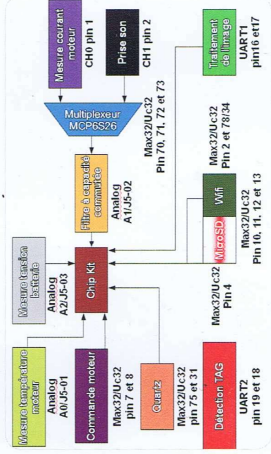 Mesure courant
moteur
CH0 pin 1
Prise son
CH1 pin 2
Multiplexeur
MCP6S26
Max32/Uc32
Pin 70, 71, 72 et 73
Filtre à capacité
commutée
Analog
A1/J5-02
Mesure tension
batterie
Analog
A2/J5-03
Mesure température
moteur
Analog
A0/J5-01
Chip Kit
Commande moteur
Max32/Uc32
pin 7 et 8
Quartz
Max32/Uc32
pin 75 et 31
Détection TAG
UART2
pin 19 et 18
MicroSD
Max32/Uc32
Pin 4
Wifi
Max32/Uc32
Pin 2 et 78/34
Max32/Uc32
Pin 10, 11, 12 et 13
Traitement
de l'image
UART1
pin16 et17